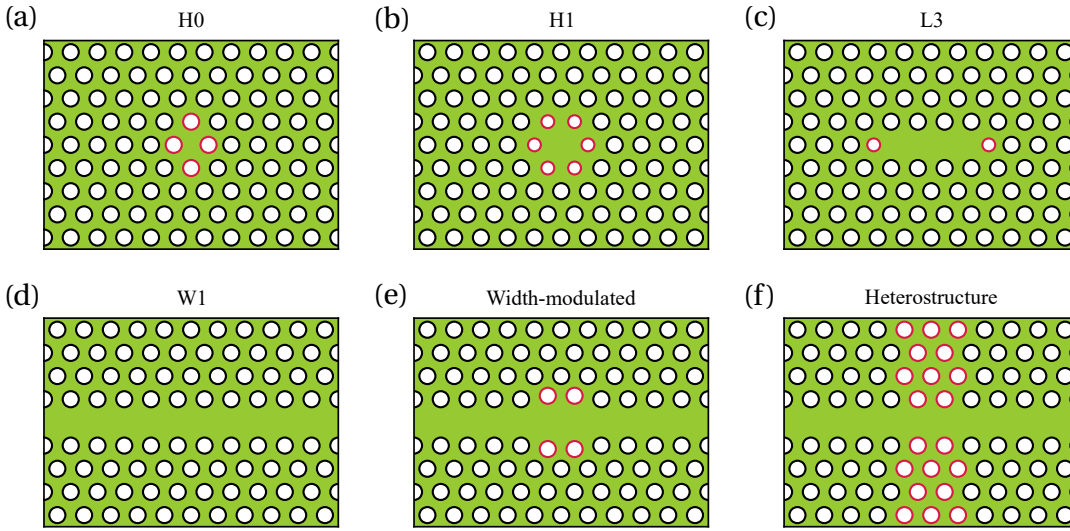 (a) H0
(b) H1
(c) L3
(d) W1
(e) Width-modulated
(f) Heterostructure